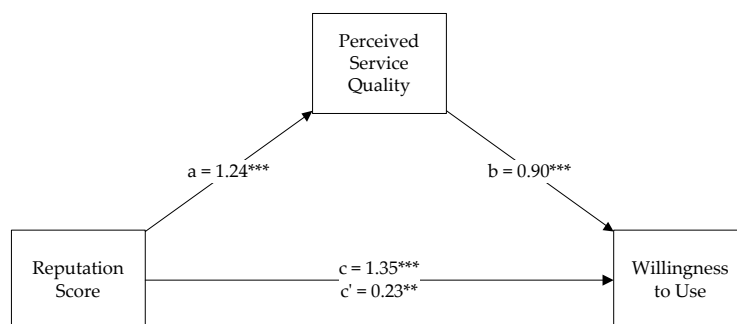 Perceived
Service
Quality
a = 1.24***
b = 0.90***
Reputation
Score
c = 1.35***
c' = 0.23**
Willingness
to Use